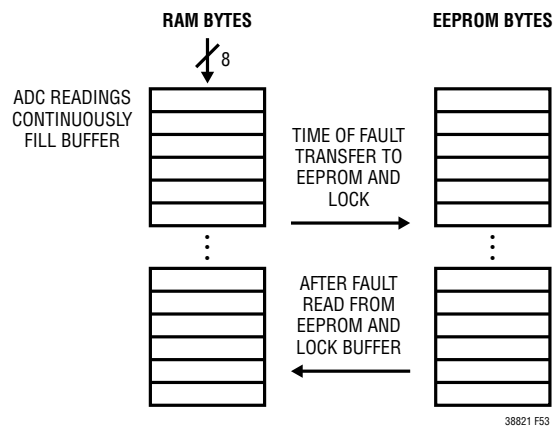 RAM BYTES
EEPROM BYTES
8
ADC READINGS
CONTINUOUSLY
FILL BUFFER
TIME OF FAULT
TRANSFER TO
EEPROM AND
LOCK
AFTER FAULT
READ FROM
EEPROM AND
LOCK BUFFER
38821 F53